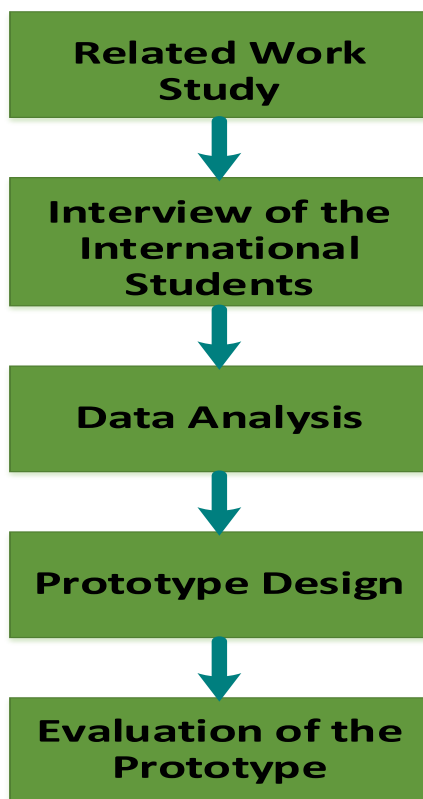 Related Work
Study
Interview of the
International
Students
Data Analysis
Prototype Design
Evaluation of the
Prototype